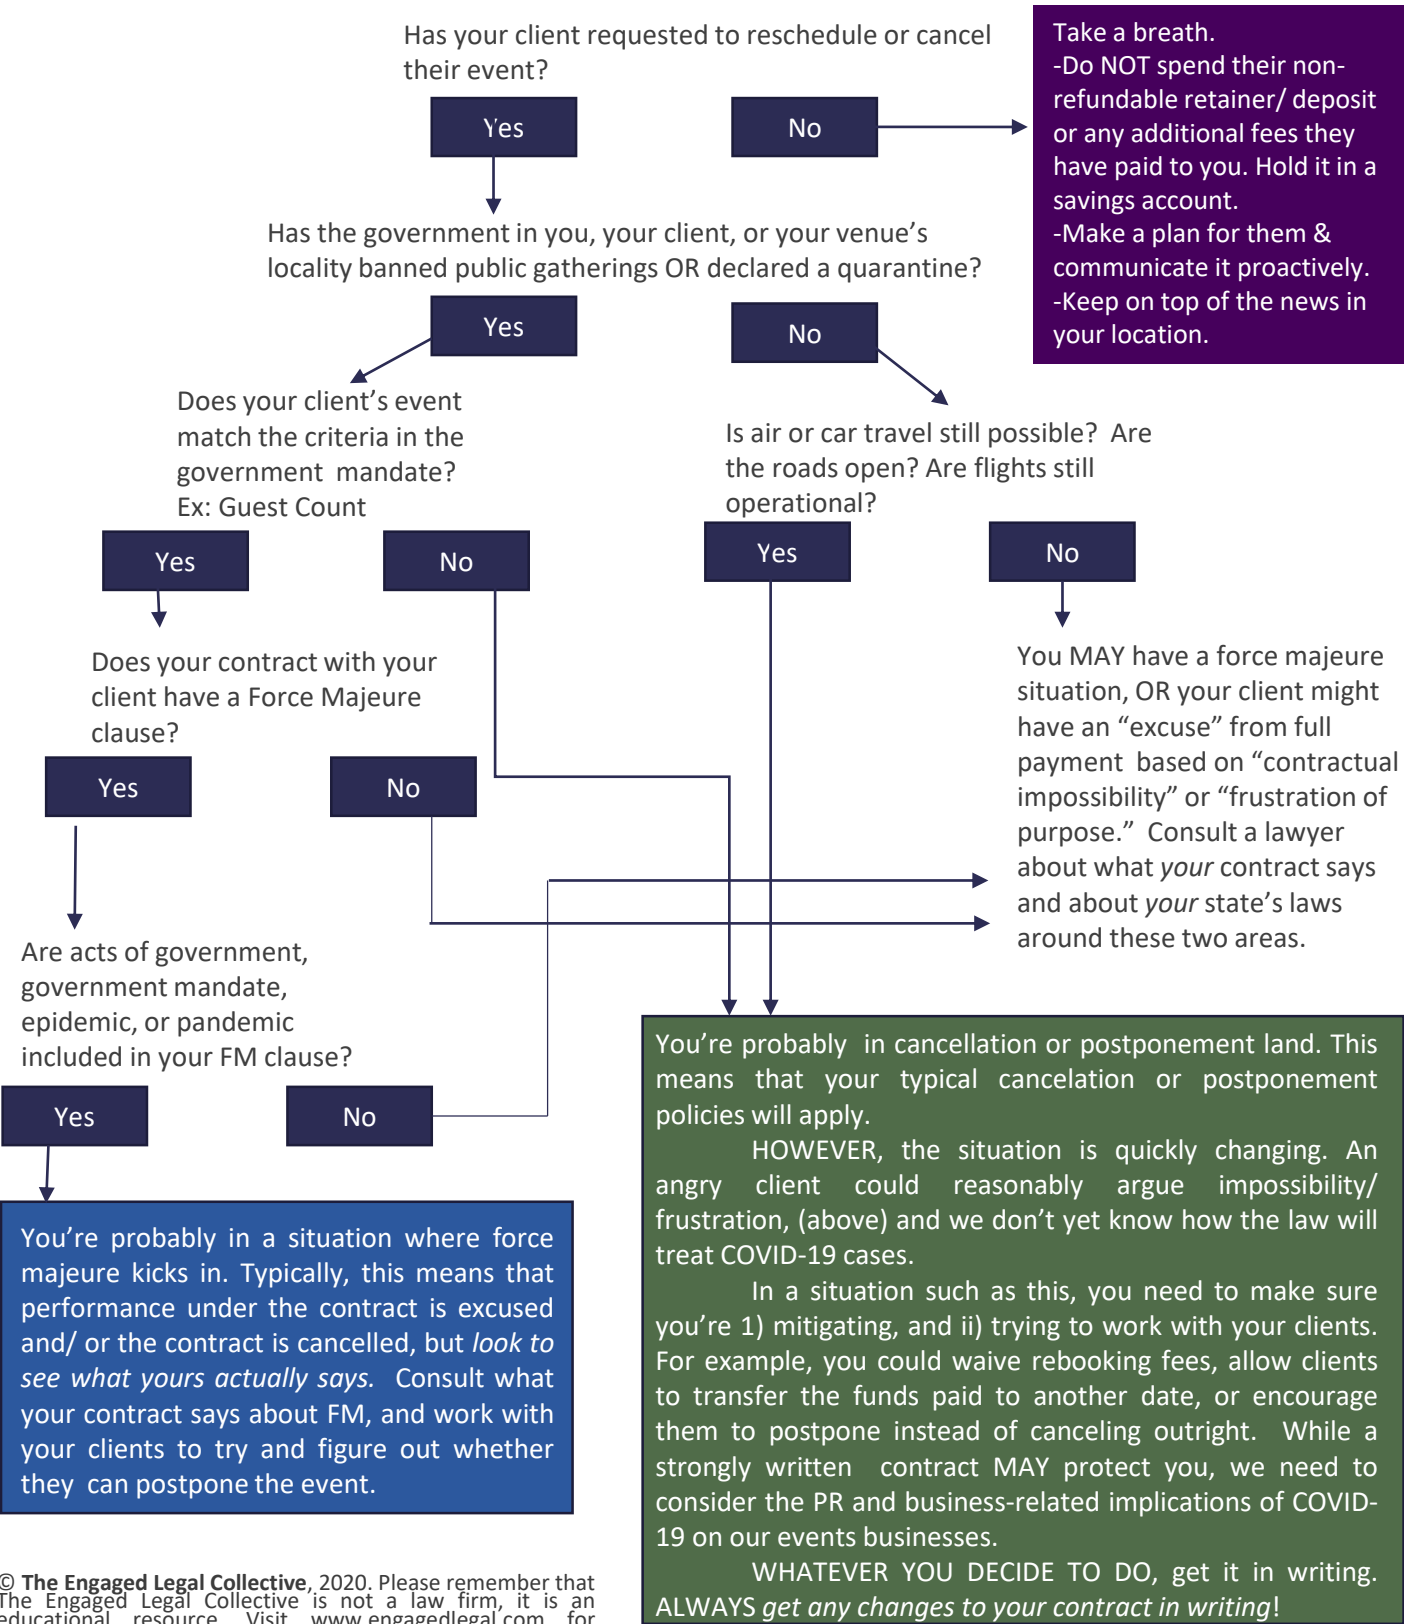 Has your client requested to reschedule or cancel
their event?
Yes
No
Take a breath.
-Do NOT spend their non-
refundable retainer/ deposit
or any additional fees they
have paid to you. Hold it in a
savings account.
-Make a plan for them &
communicate it proactively.
-Keep on top of the news in
your location.
Has the government in you, your client, or your venue’s
locality banned public gatherings OR declared a quarantine?
Yes
No
Does your client’s event
match the criteria in the
government mandate?
Ex: Guest Count
Is air or car travel still possible? Are
the roads open? Are flights still
operational?
Yes
No
Yes
No
Does your contract with your
client have a Force Majeure
clause?
Yes
No
You MAY have a force majeure
situation, OR your client might
have an “excuse” from full
payment based on “contractual
impossibility” or “frustration of
purpose.” Consult a lawyer
about what your contract says
and about your state’s laws
around these two areas.
Are acts of government,
government mandate,
epidemic, or pandemic
included in your FM clause?
Yes
No
You’re probably in a situation where force
majeure kicks in. Typically, this means that
performance under the contract is excused
and/ or the contract is cancelled, but look to
see what yours actually says. Consult what
your contract says about FM, and work with
your clients to try and figure out whether
they can postpone the event.
You’re probably in cancellation or postponement land. This
means that your typical cancelation or postponement
policies will apply.
HOWEVER, the situation is quickly changing. An
angry client could reasonably argue impossibility/
frustration, (above) and we don’t yet know how the law will
treat COVID-19 cases.
In a situation such as this, you need to make sure
you’re 1) mitigating, and ii) trying to work with your clients.
For example, you could waive rebooking fees, allow clients
to transfer the funds paid to another date, or encourage
them to postpone instead of canceling outright. While a
strongly written contract MAY protect you, we need to
consider the PR and business-related implications of COVID-
19 on our events businesses.
WHATEVER YOU DECIDE TO DO, get it in writing.
ALWAYS get any changes to your contract in writing!
© The Engaged Legal Collective, 2020. Please remember that
The Engaged Legal Collective is not a law firm, it is an
educational resource. Visit www.engagedlegal.com for